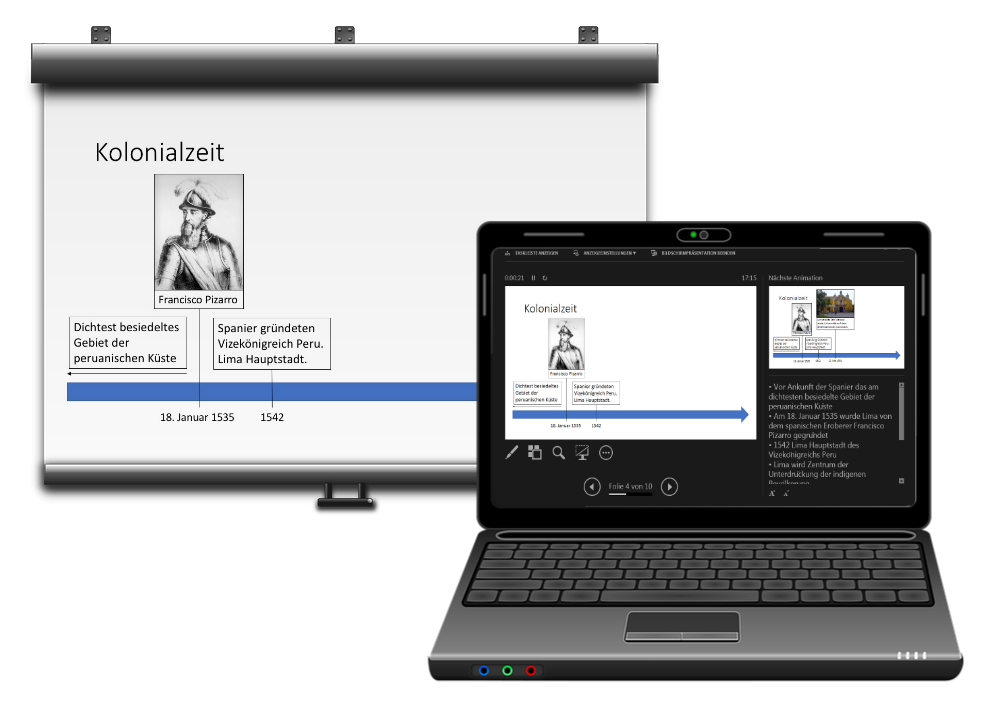 Kolonialzeit
Francisco Pizarro
Dichtest besiedeltes
Gebiet der
peruanischen Küste
Spanier gründeten
Vizekönigreich Peru.
Lima Hauptstadt.
18. Januar 1535
1542
TASKLEISTE ANZEIGEN
ANZEIGEEINSTELLUNGEN
BILDSCHIRMPRÄSENTATION BEENDEN
0:00:21
17:15
Kolonialzeit
Francisco Pizarro
Dichtest besiedeltes
Gebiet der
peruanischen Küste
Spanier gründeten
Vizekönigreich Peru.
Lima Hauptstadt.
18. Januar 1535
1542
Folie 4 von 10
Nächste Animation
Kolonialzeit
• Vor Ankunft der Spanier das am
dichtesten besiedelte Gebiet der
peruanischen Küste
• Am 18. Januar 1535 wurde Lima von
dem spanischen Eroberer Francisco
Pizarro gegründet
• 1542 Lima Hauptstadt des
Vizekönigreichs Peru
• Lima wird Zentrum der
Unterdrückung der indigenen
Bevölkerung
A A